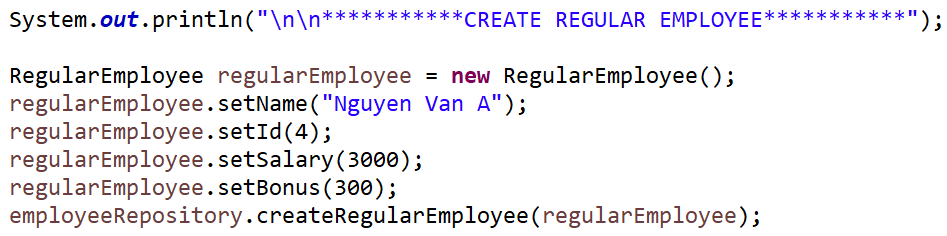 System.out.println("\n\n***********CREATE REGULAR EMPLOYEE***********");
RegularEmployee regularEmployee = new RegularEmployee();
regularEmployee.setName("Nguyen Van A");
regularEmployee.setId(4);
regularEmployee.setSalary(3000);
regularEmployee.setBonus(300);
employeeRepository.createRegularEmployee(regularEmployee);